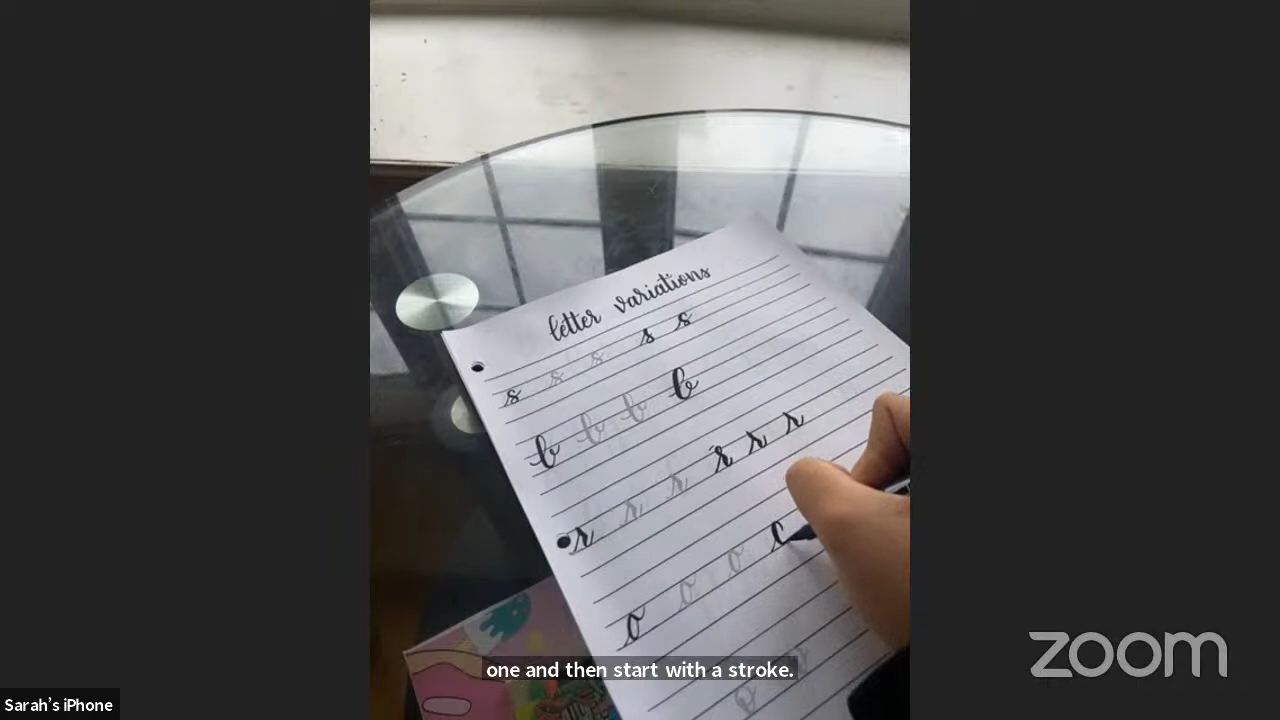 letter variations
s s s s s
b b b b
r r r r r r
o o o c
one and then start with a stroke.
zoom
Sarah's iPhone